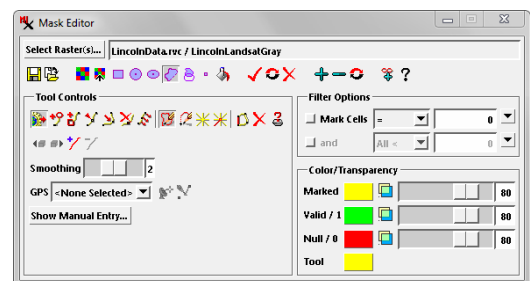 Mask Editor
Select Raster(s)... LincolnData.rvc / LincolnLandsatGray
?
Tool Controls
Smoothing 2
GPS <None Selected>
Show Manual Entry...
Filter Options
Mark Cells = 0
and All < 0
Color/Transparency
Marked 80
Valid / 1 80
Null / 0 80
Tool